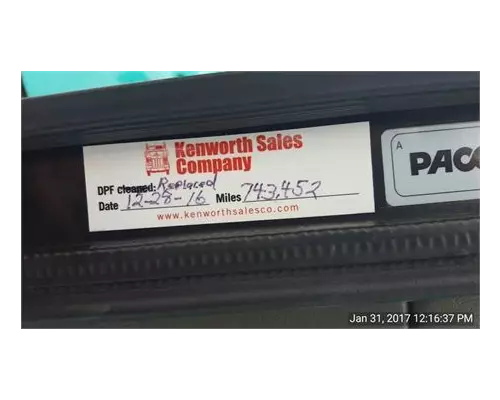 Kenworth Sales
Company
DPF cleaned: Replaced
Date 12-28-16 Miles 743,452
www.kenworthsalesco.com
A
PACC
Jan 31, 2017 12:16:37 PM